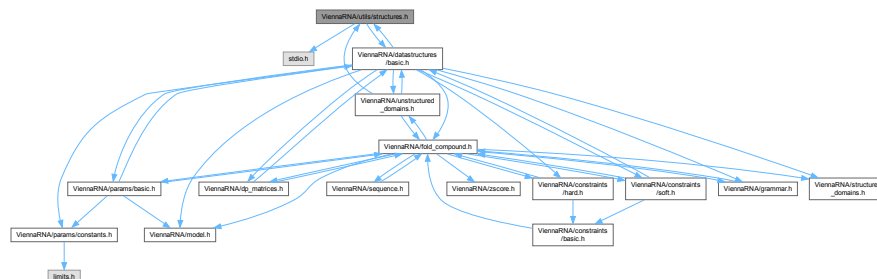 ViennaRNA/utils/structures.h
stdio.h
ViennaRNA/datastructures
/basic.h
ViennaRNA/unstructured
_domains.h
ViennaRNA/fold_compound.h
ViennaRNA/params/basic.h
ViennaRNA/dp_matrices.h
ViennaRNA/sequence.h
ViennaRNA/zscore.h
ViennaRNA/constraints
/hard.h
ViennaRNA/constraints
/soft.h
ViennaRNA/grammar.h
ViennaRNA/structured
_domains.h
ViennaRNA/params/constants.h
ViennaRNA/model.h
ViennaRNA/constraints
/basic.h
limits.h